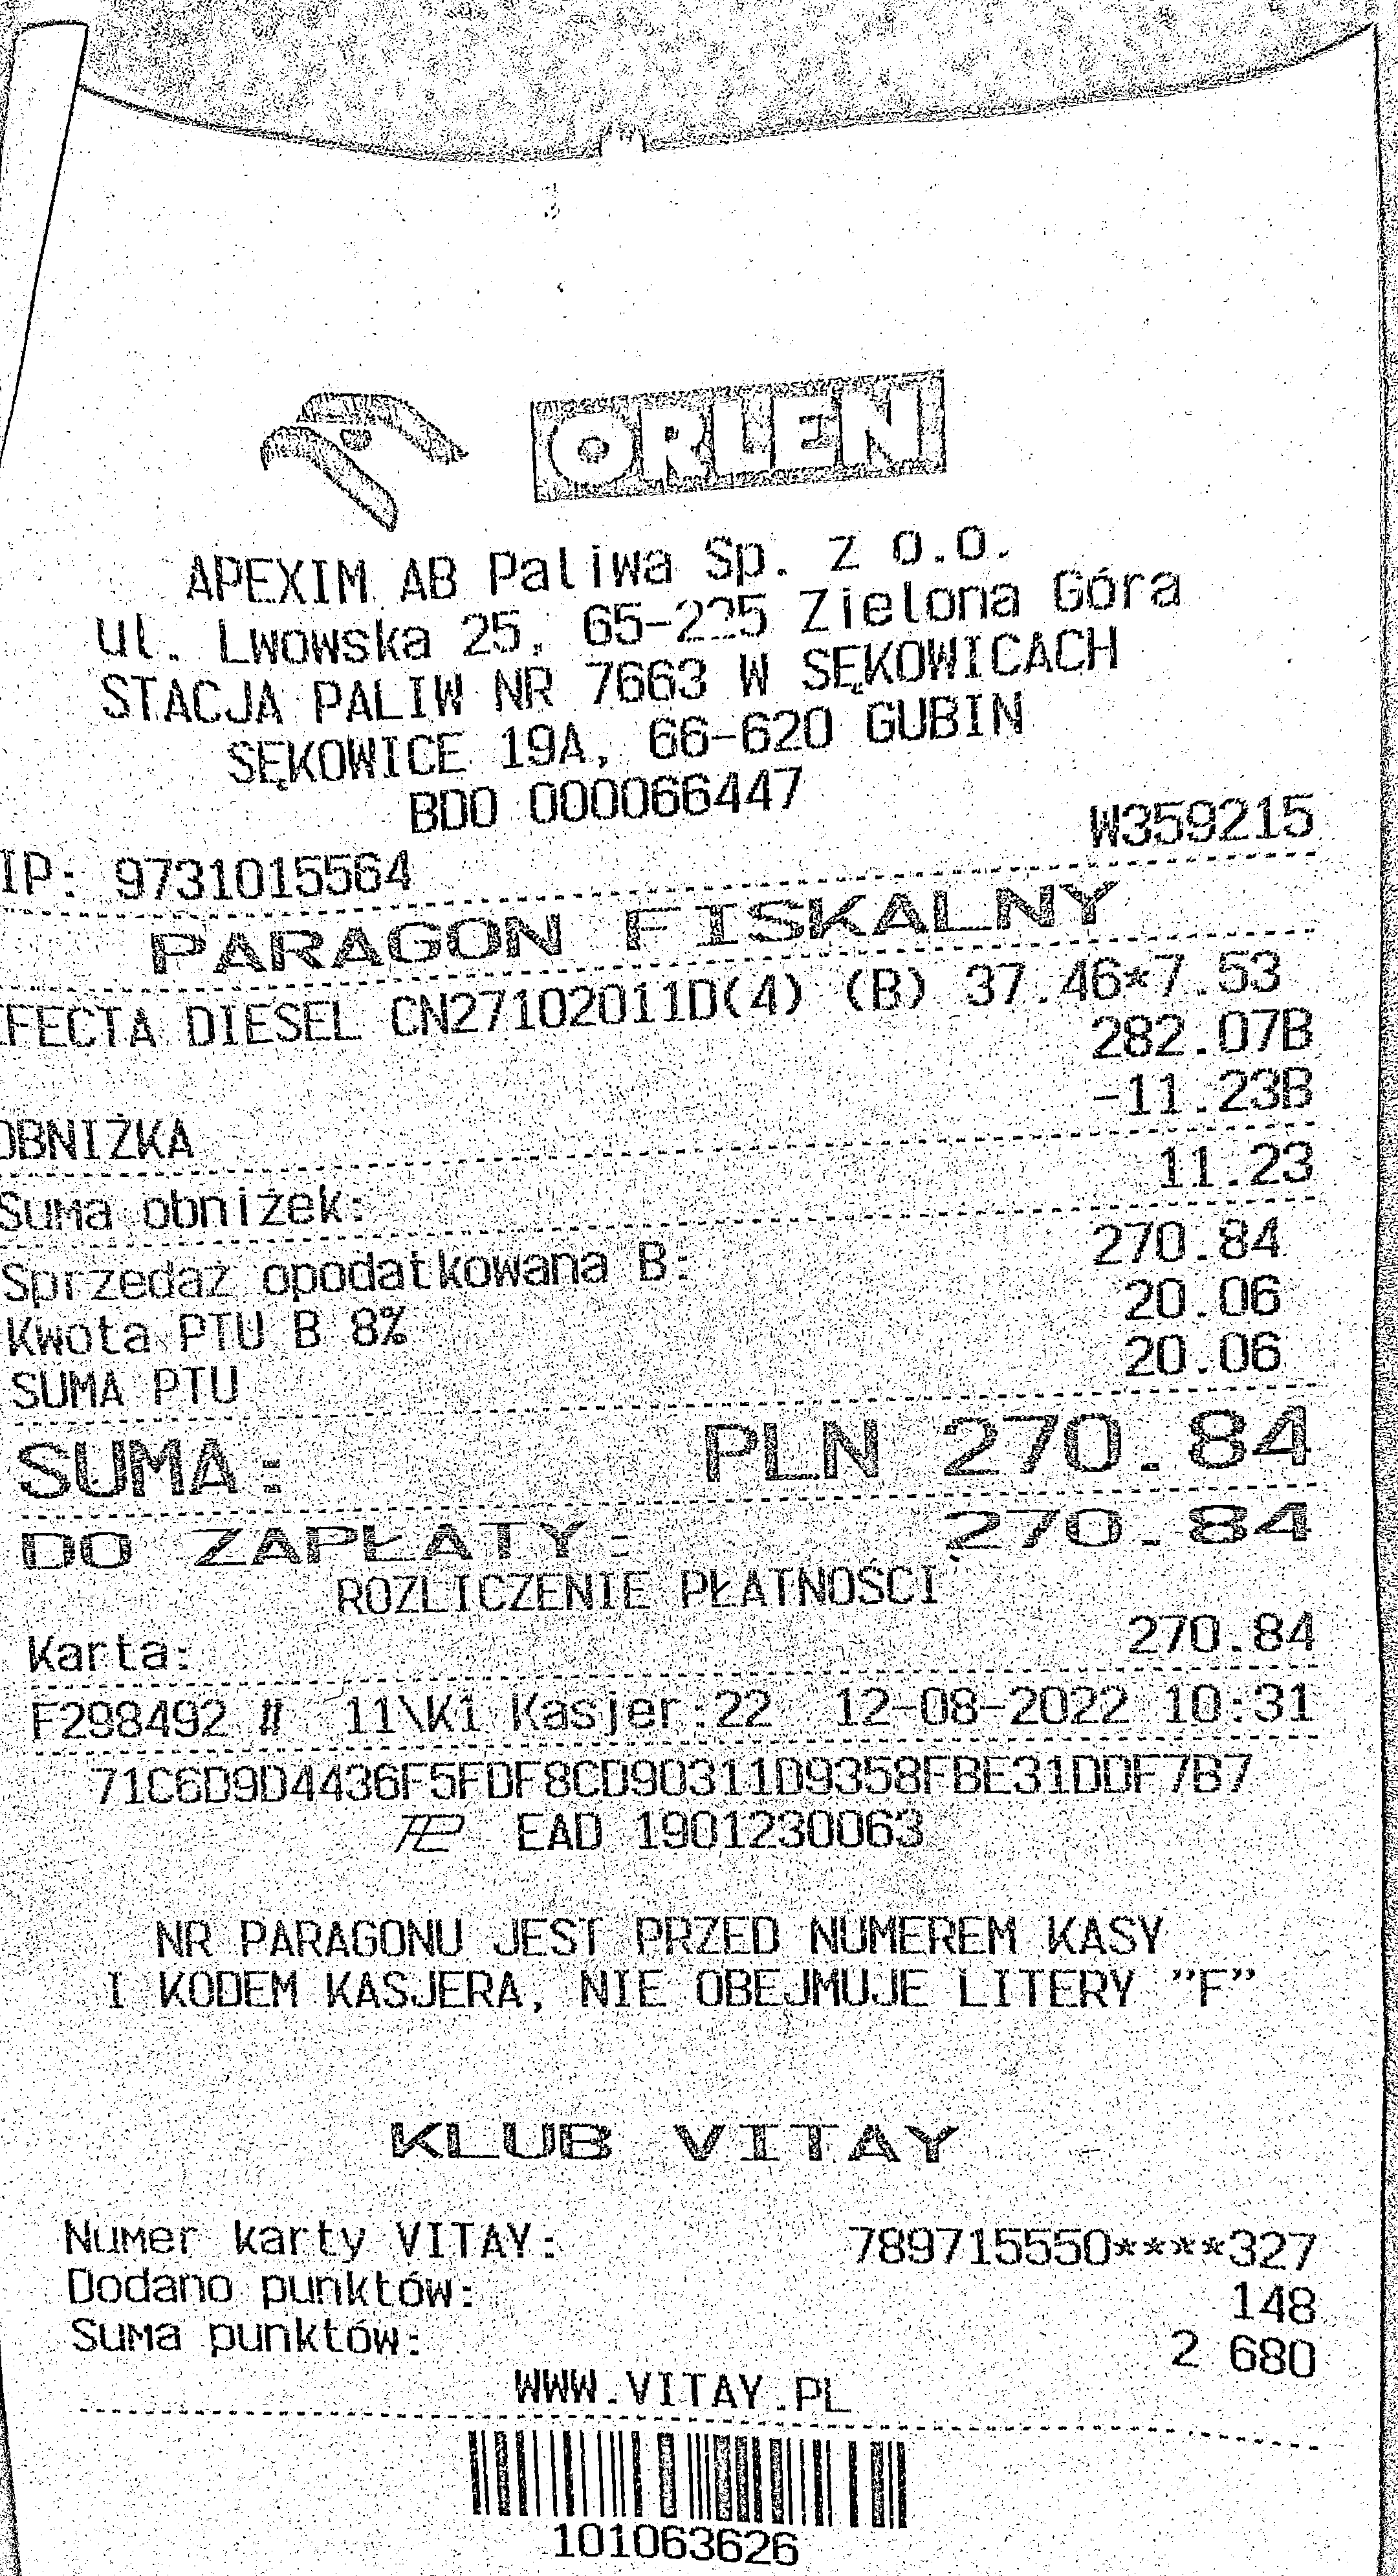 ORLEN
APEXIM AB Paliwa Sp. z o.o.
ul. Lwowska 25, 65-225 Zielona Góra
STACJA PALIW NR 7663 W SĘKOWICACH
SĘKOWICE 19A, 66-620 GUBIN
BDO 000066447
IP: 9731015564 W359215
PARAGON FISKALNY
FECTA DIESEL CN27102011D(4) (B) 37.46*7.53
282.07B
OBNIŻKA -11.23B
Suma obniżek: 11.23
Sprzedaż opodatkowana B: 270.84
Kwota PTU B 8% 20.06
SUMA PTU 20.06
SUMA: PLN 270.84
DO ZAPŁATY: 270.84
ROZLICZENIE PŁATNOŚCI
Karta: 270.84
F298492 # 11\K1 Kasjer:22 12-08-2022 10:31
71C6D9D4436F5FDF8CD90311D9358FBE31DDF7B7
EAD 1901230063
NR PARAGONU JEST PRZED NUMEREM KASY
I KODEM KASJERA, NIE OBEJMUJE LITERY "F"
KLUB VITAY
Numer karty VITAY: 789715550****327
Dodano punktów: 148
Suma punktów: 2 680
WWW.VITAY.PL
101063626